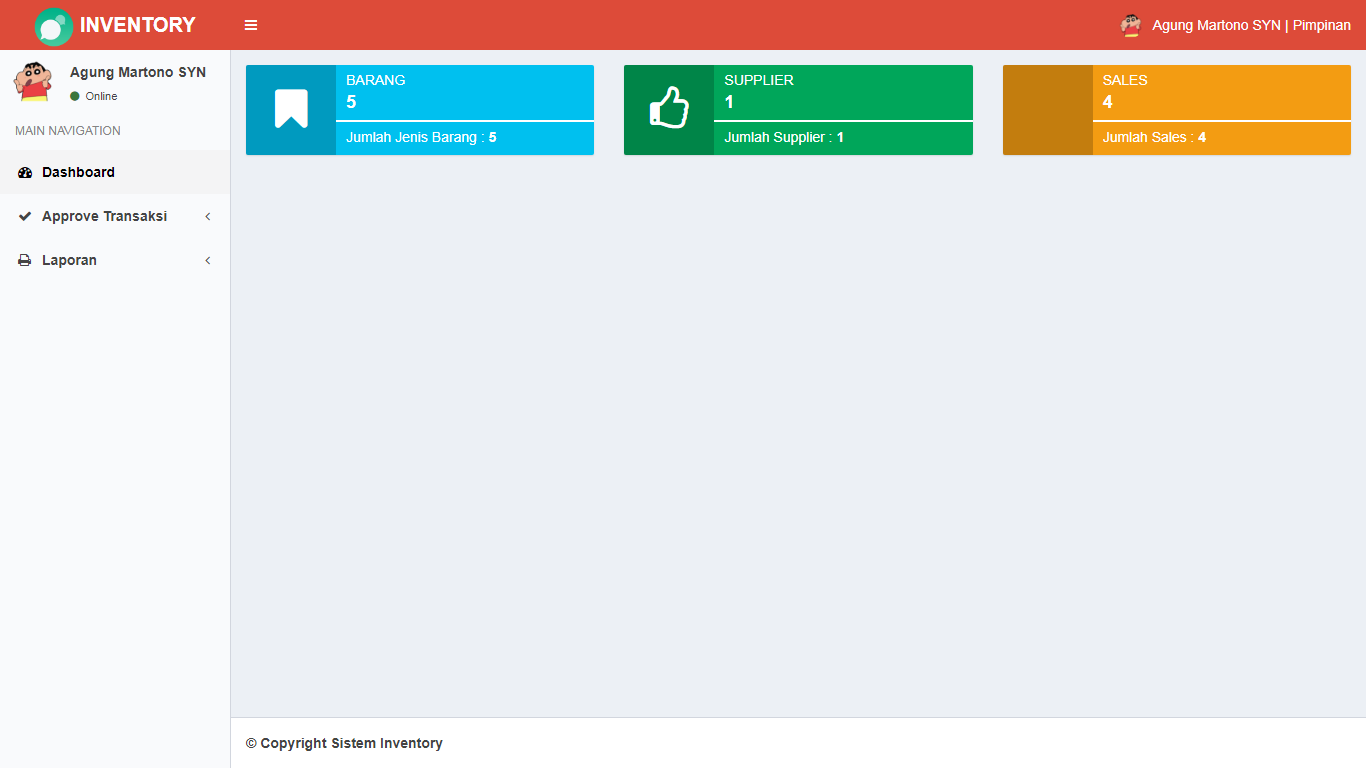 INVENTORY
Agung Martono SYN | Pimpinan
Agung Martono SYN
Online
MAIN NAVIGATION
Dashboard
Approve Transaksi
Laporan
BARANG
5
Jumlah Jenis Barang : 5
SUPPLIER
1
Jumlah Supplier : 1
SALES
4
Jumlah Sales : 4
© Copyright Sistem Inventory